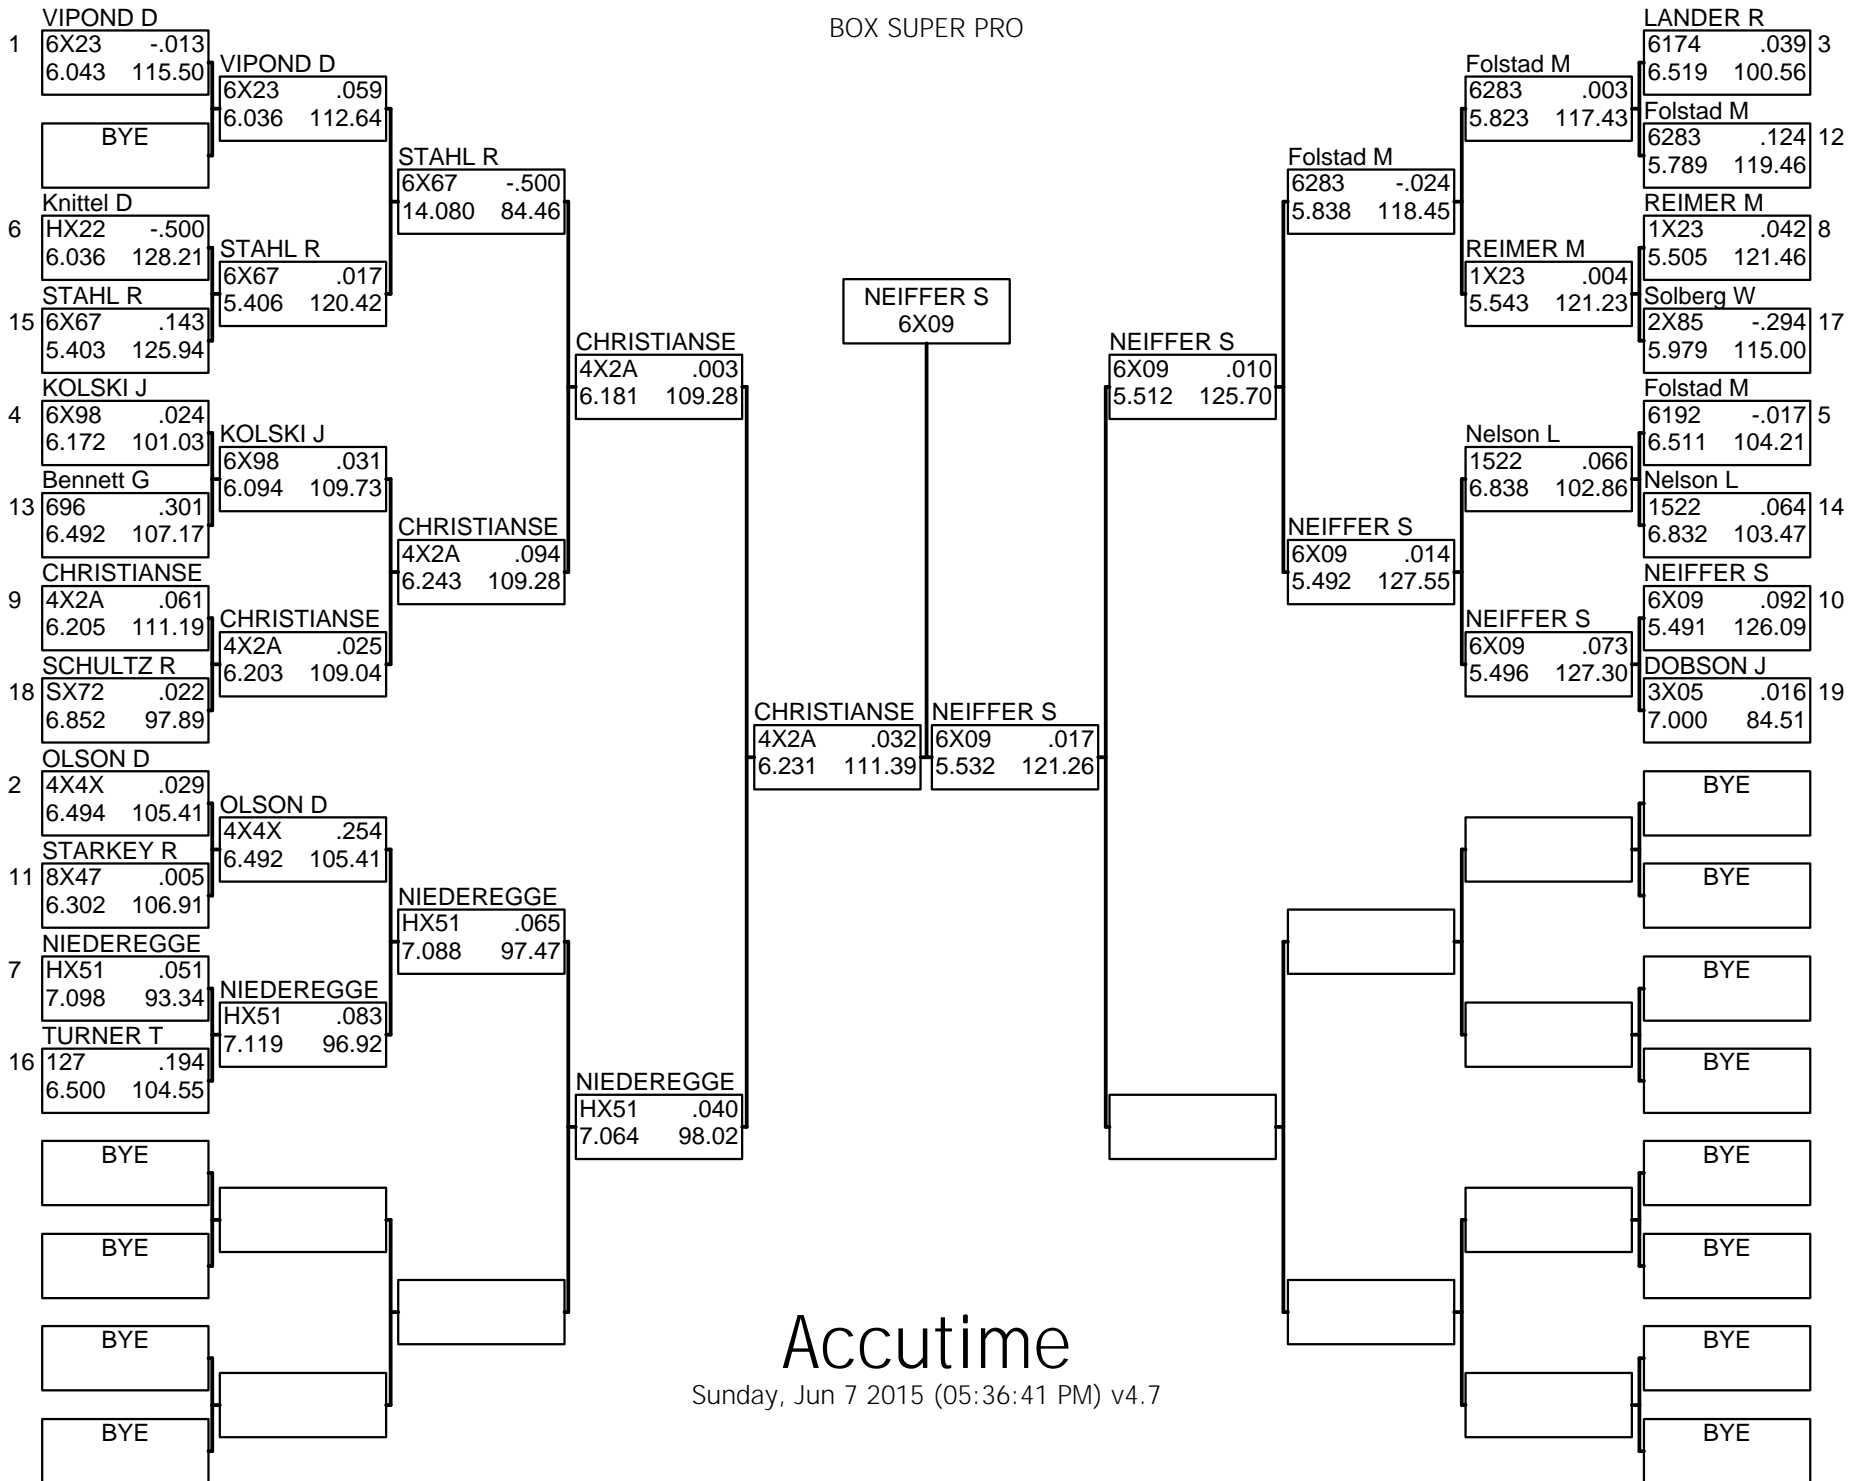 BOX SUPER PRO
VIPOND D
1
6X23 -.013
6.043 115.50
BYE
Knittel D
6
HX22 -.500
6.036 128.21
STAHL R
15
6X67 .143
5.403 125.94
KOLSKI J
4
6X98 .024
6.172 101.03
Bennett G
13
696 .301
6.492 107.17
CHRISTIANSE
9
4X2A .061
6.205 111.19
SCHULTZ R
18
SX72 .022
6.852 97.89
OLSON D
2
4X4X .029
6.494 105.41
STARKEY R
11
8X47 .005
6.302 106.91
NIEDEREGGE
7
HX51 .051
7.098 93.34
TURNER T
16
127 .194
6.500 104.55
BYE
BYE
BYE
BYE
VIPOND D
6X23 .059
6.036 112.64
STAHL R
6X67 .017
5.406 120.42
KOLSKI J
6X98 .031
6.094 109.73
CHRISTIANSE
4X2A .025
6.203 109.04
OLSON D
4X4X .254
6.492 105.41
NIEDEREGGE
HX51 .083
7.119 96.92
STAHL R
6X67 -.500
14.080 84.46
CHRISTIANSE
4X2A .094
6.243 109.28
NIEDEREGGE
HX51 .065
7.088 97.47
CHRISTIANSE
4X2A .003
6.181 109.28
NIEDEREGGE
HX51 .040
7.064 98.02
CHRISTIANSE
4X2A .032
6.231 111.39
NEIFFER S
6X09
NEIFFER S
6X09 .017
5.532 121.26
NEIFFER S
6X09 .010
5.512 125.70
Folstad M
6283 -.024
5.838 118.45
NEIFFER S
6X09 .014
5.492 127.55
Folstad M
6283 .003
5.823 117.43
REIMER M
1X23 .004
5.543 121.23
Nelson L
1522 .066
6.838 102.86
NEIFFER S
6X09 .073
5.496 127.30
LANDER R
6174 .039
3
6.519 100.56
Folstad M
6283 .124
12
5.789 119.46
REIMER M
1X23 .042
8
5.505 121.46
Solberg W
2X85 -.294
17
5.979 115.00
Folstad M
6192 -.017
5
6.511 104.21
Nelson L
1522 .064
14
6.832 103.47
NEIFFER S
6X09 .092
10
5.491 126.09
DOBSON J
3X05 .016
19
7.000 84.51
BYE
BYE
BYE
BYE
BYE
BYE
BYE
BYE
Accutime
Sunday, Jun 7 2015 (05:36:41 PM) v4.7